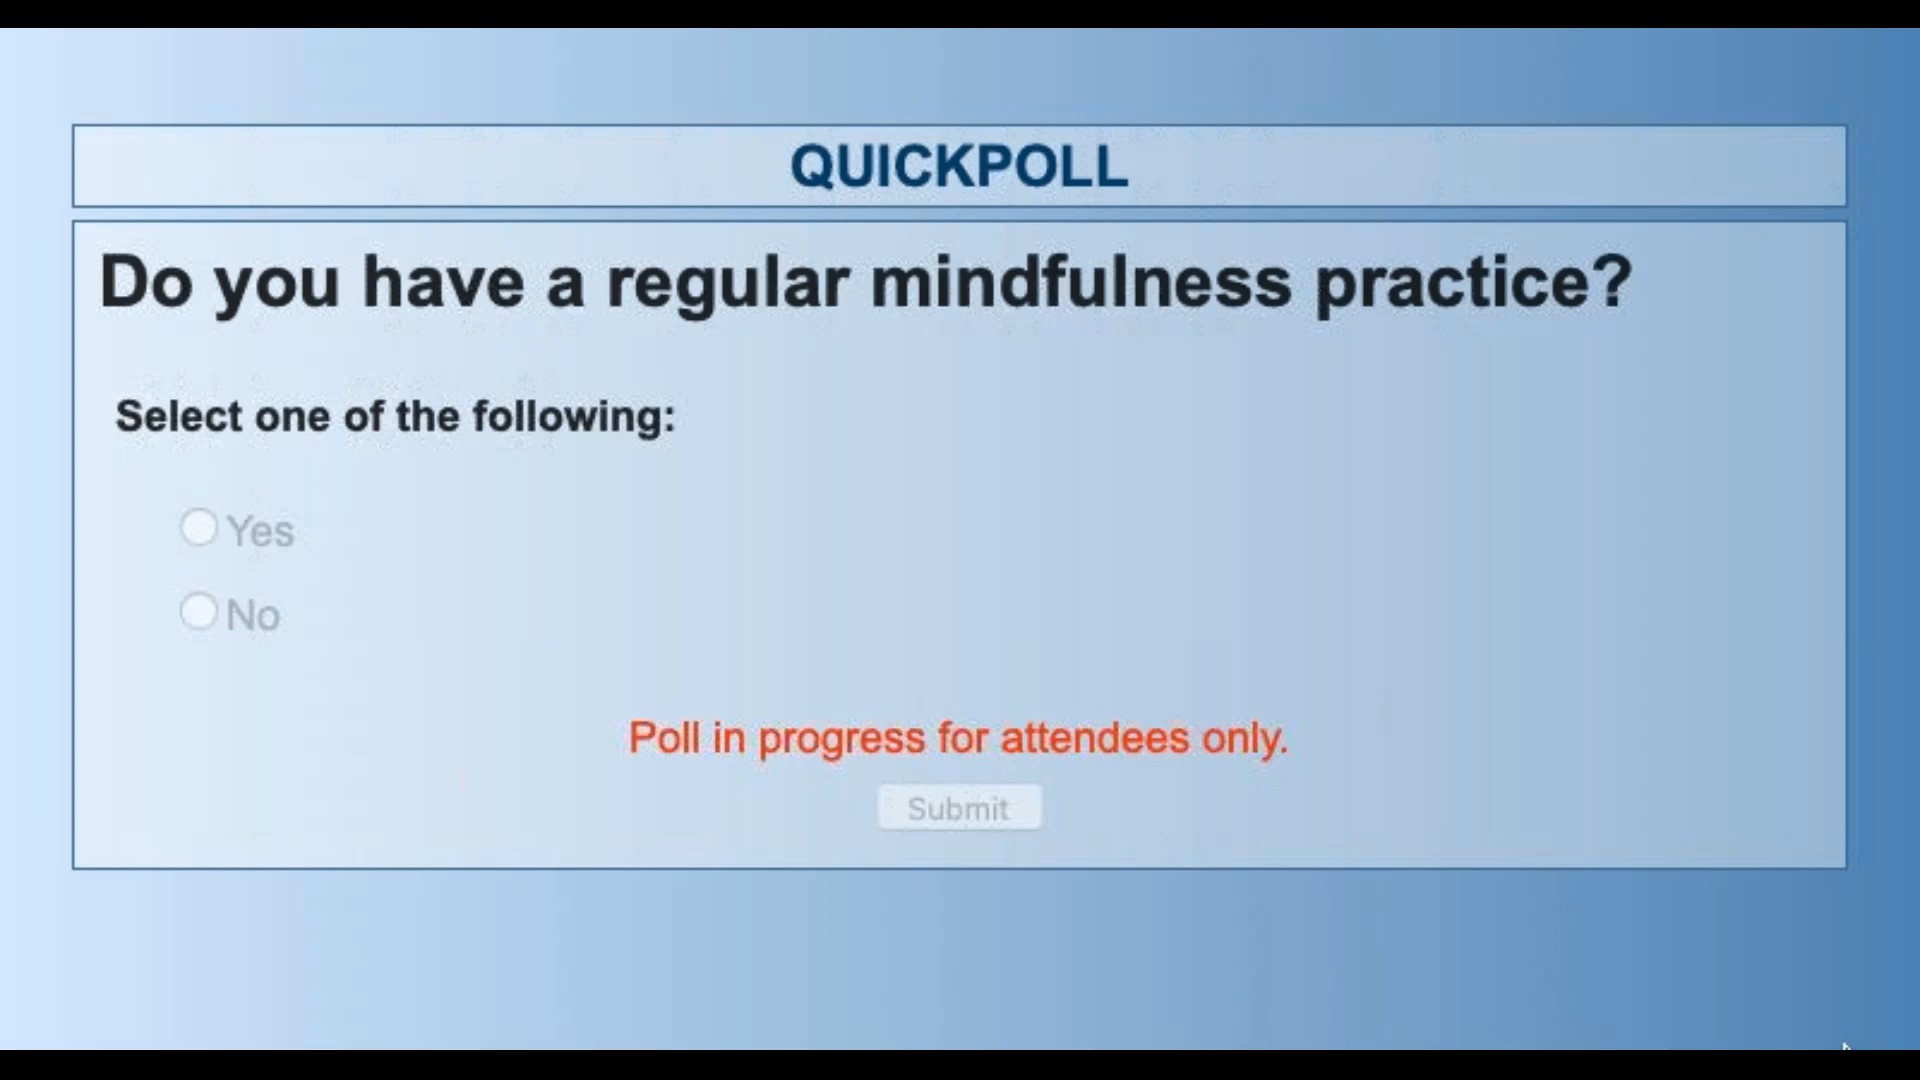 QUICKPOLL
Do you have a regular mindfulness practice?
Select one of the following:
Yes
No
Poll in progress for attendees only.
Submit